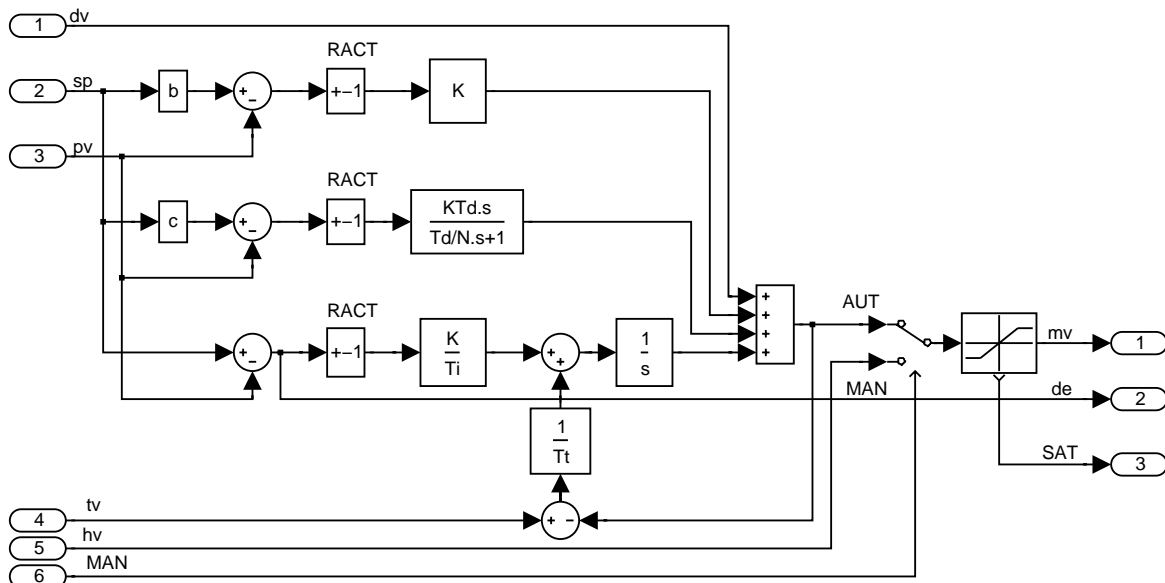 1 dv
RACT
2 sp b + − +−1 K
3 pv
RACT
c + − +−1 KTd.s
Td/N.s+1
RACT
+ + + +
AUT
+ − +−1 K
Ti
+ + 1
s
mv 1
MAN
de 2
1
Tt
SAT 3
4 tv + −
5 hv
6 MAN